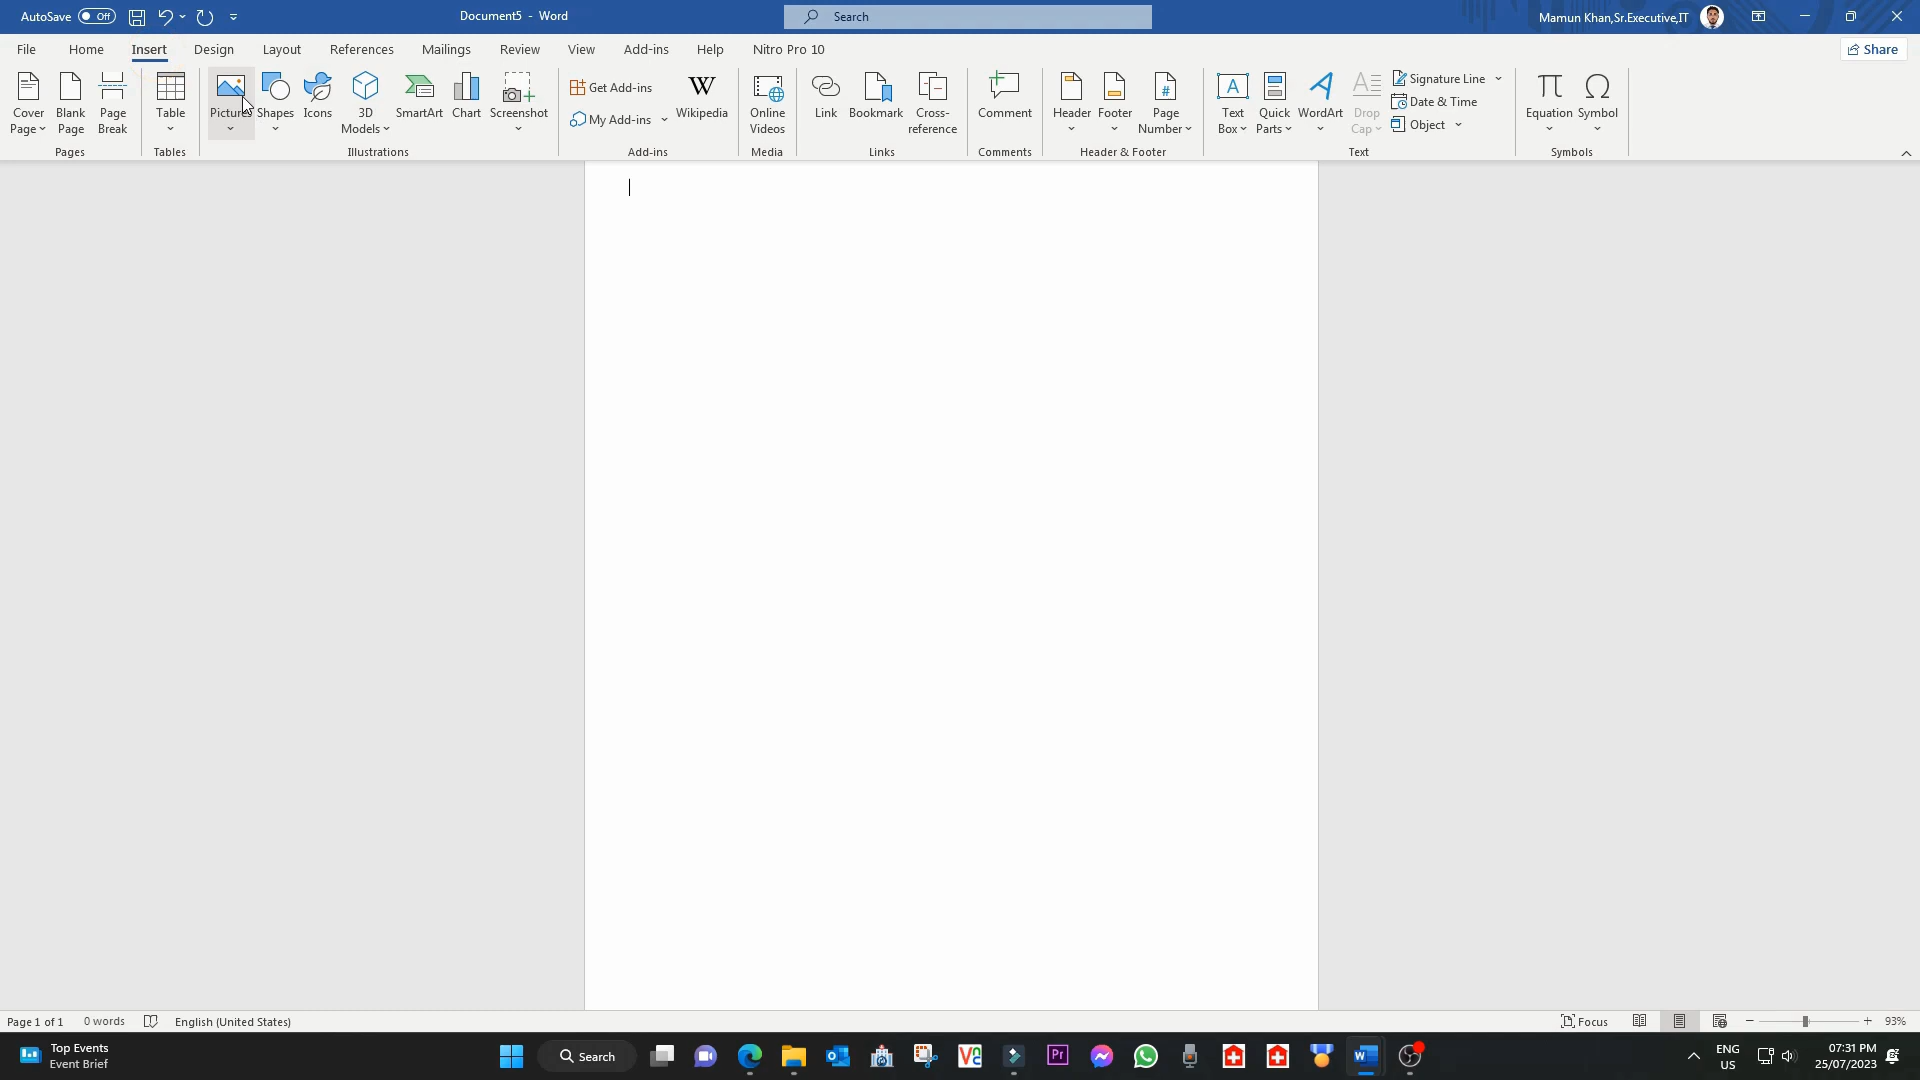 AutoSave Off Document5 - Word Search Mamun Khan,Sr.Executive,IT
File Home Insert Design Layout References Mailings Review View Add-ins Help Nitro Pro 10 Share
Cover Page
Blank Page
Page Break
Pages
Table
Tables
Pictures
Shapes
Icons
3D Models
SmartArt
Chart
Screenshot
Illustrations
Get Add-ins
My Add-ins
W
Wikipedia
Add-ins
Online Videos
Media
Link
Bookmark
Cross-reference
Links
Comment
Comments
Header
Footer
#
Page Number
Header & Footer
A
Text Box
Quick Parts
A
WordArt
A
Drop Cap
Signature Line
Date & Time
Object
Text
π
Equation
Ω
Symbol
Symbols
Page 1 of 1 0 words English (United States) Focus 93%
Top Events
Event Brief
Search
Pr
W
ENG
US
07:31 PM
25/07/2023